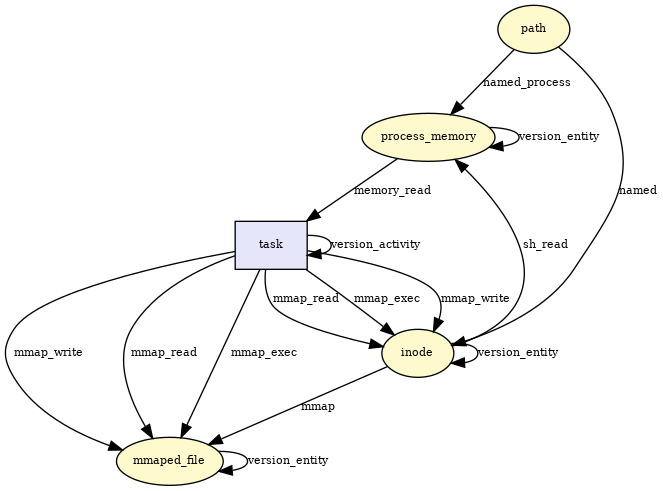 path
named_process
process_memory
version_entity
memory_read
named
task
version_activity
sh_read
mmap_read
mmap_exec
mmap_write
mmap_write
mmap_read
mmap_exec
inode
version_entity
mmap
mmaped_file
version_entity